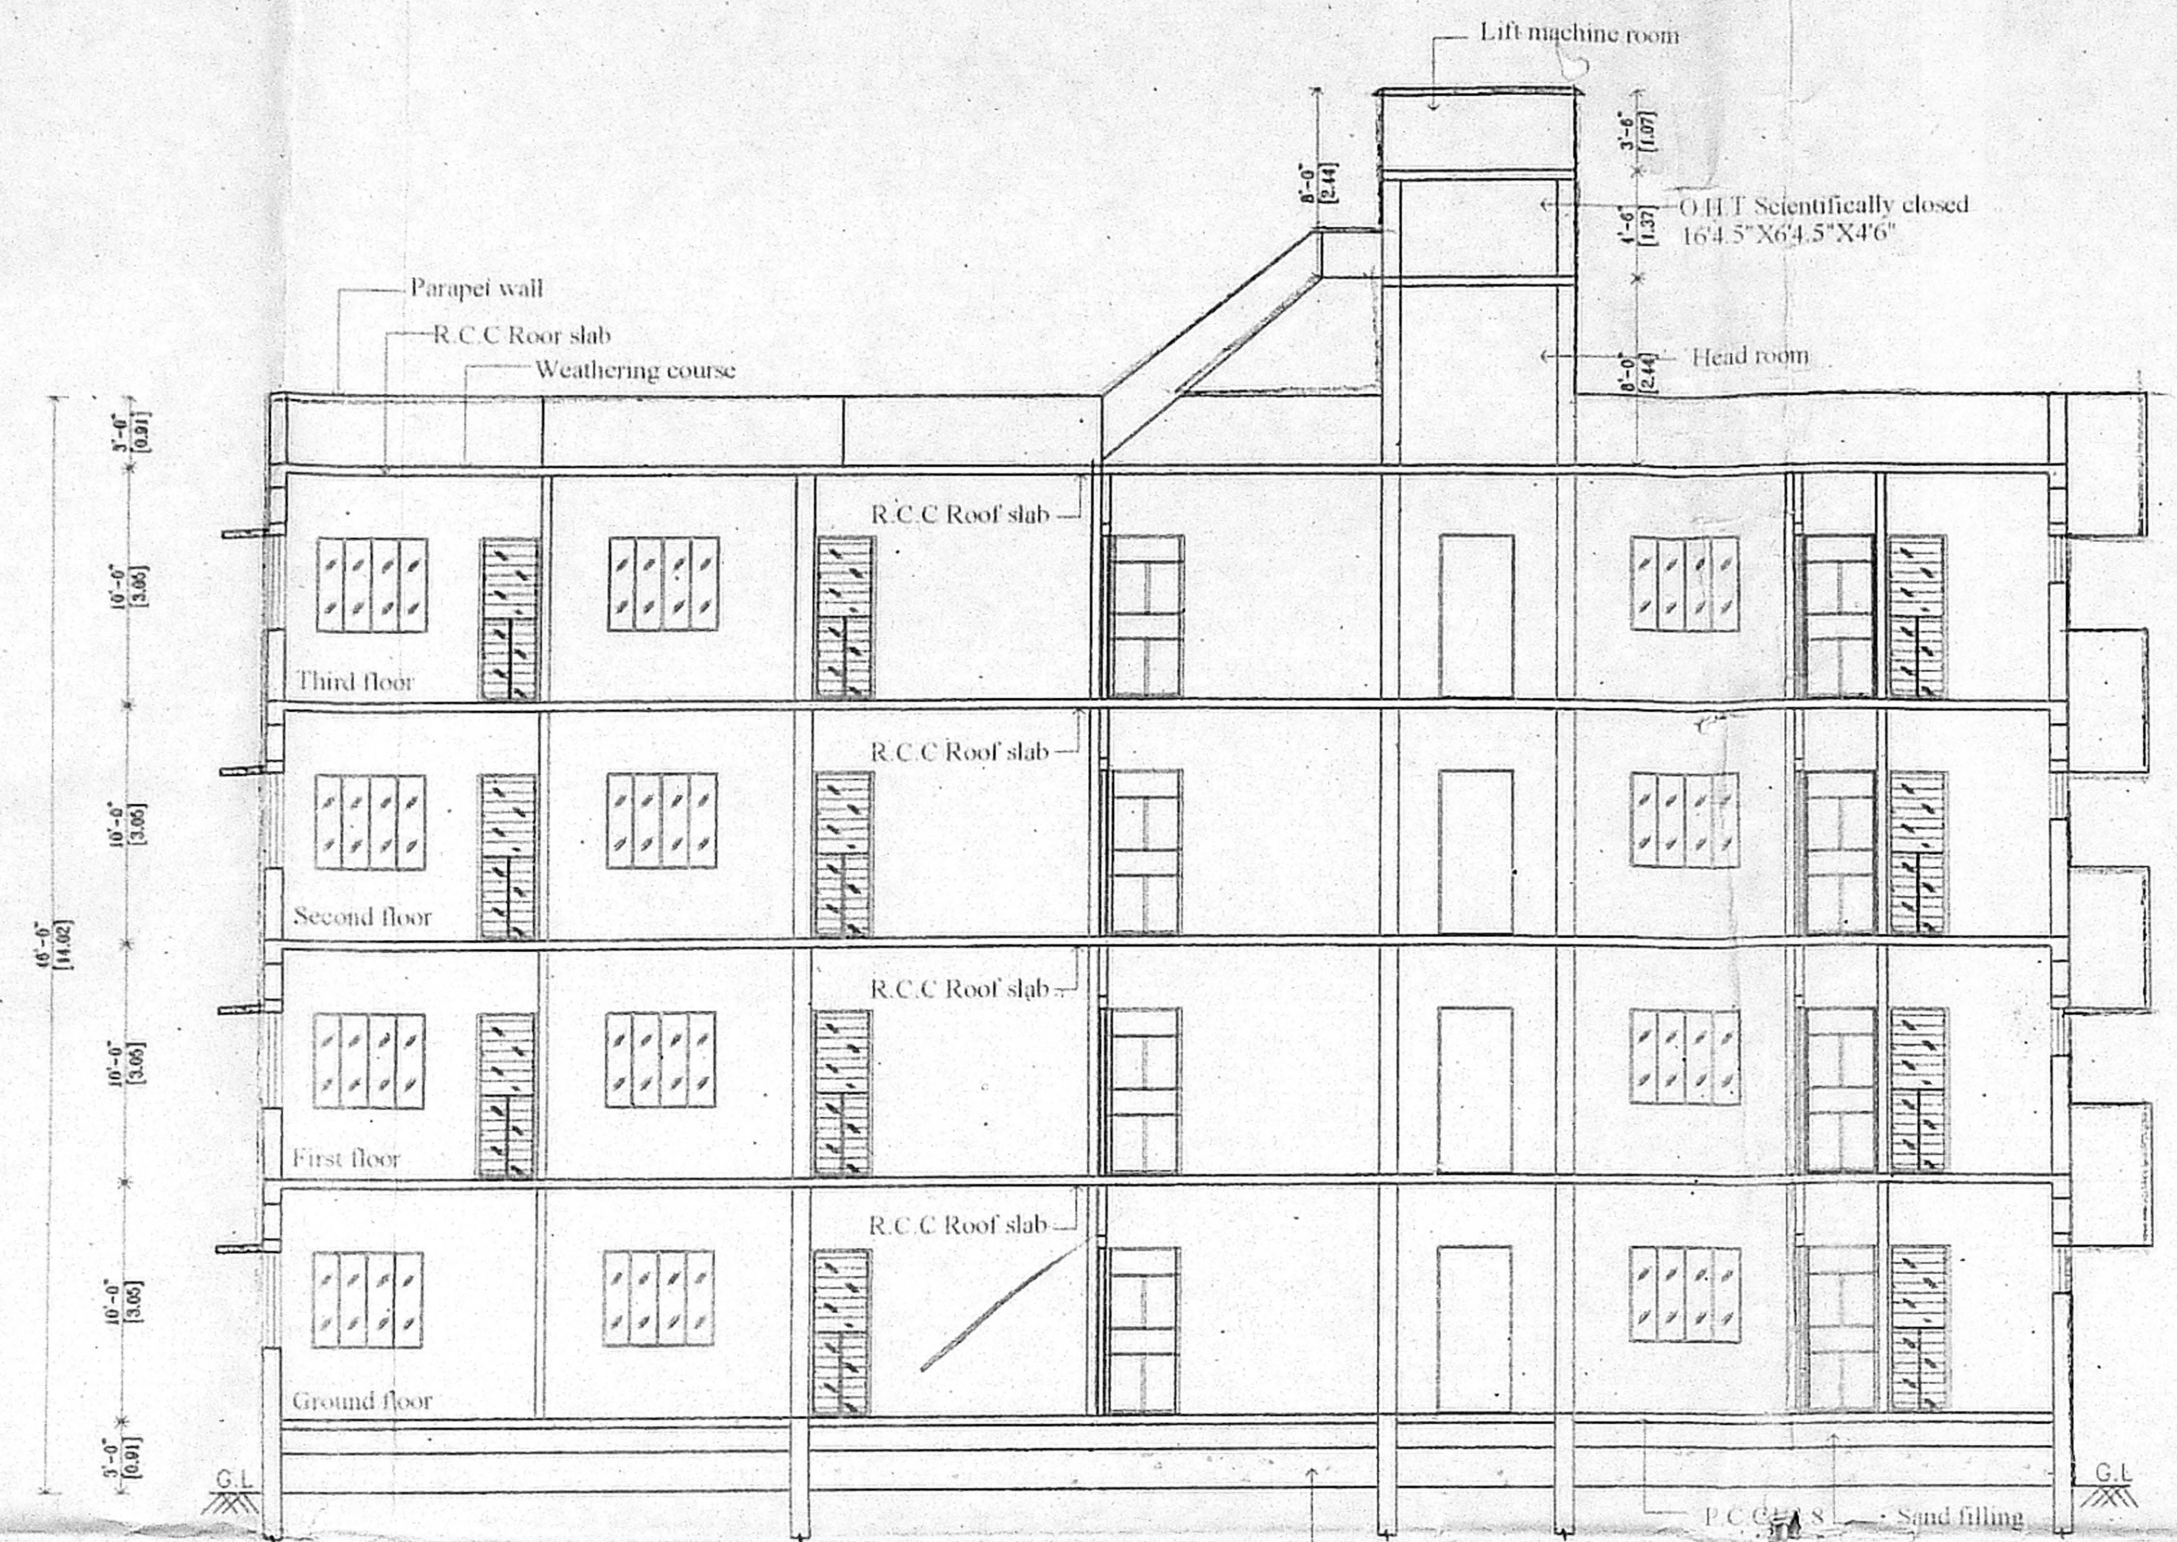 Lift machine room
3'-6"
[1.07]
8'-0"
[2.44]
O.H.T Scientifically closed
16'4.5"X6'4.5"X4'6"
4'-6"
[1.37]
Parapet wall
R.C.C Roor slab
Weathering course
Head room
8'-0"
[2.44]
3'-0"
[0.91]
R.C.C Roof slab
10'-0"
[3.05]
Third floor
R.C.C Roof slab
10'-0"
[3.05]
Second floor
46'-0"
[14.02]
R.C.C Roof slab
10'-0"
[3.05]
First floor
R.C.C Roof slab
10'-0"
[3.05]
Ground floor
3'-0"
[0.91]
G.L
G.L
P.C.C
Sand filling